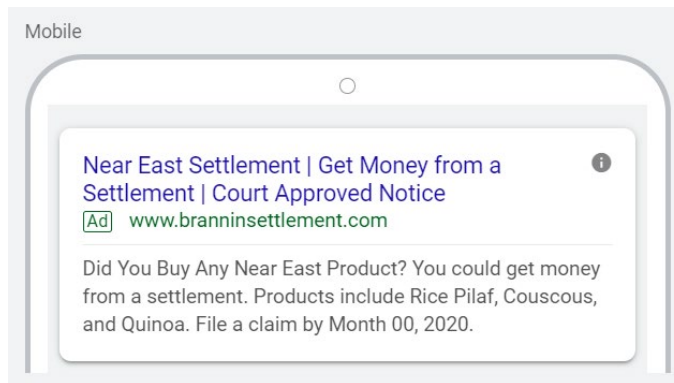 Mobile
Near East Settlement | Get Money from a
Settlement | Court Approved Notice
Ad www.branninsettlement.com
Did You Buy Any Near East Product? You could get money
from a settlement. Products include Rice Pilaf, Couscous,
and Quinoa. File a claim by Month 00, 2020.